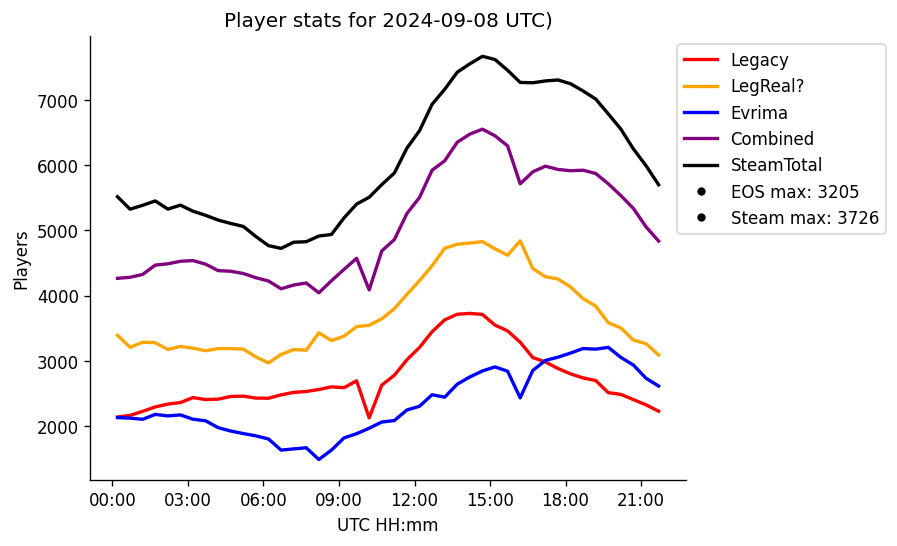 Player stats for 2024-09-08 UTC)
Legacy
LegReal?
Evrima
Combined
SteamTotal
EOS max: 3205
Steam max: 3726
Players
7000
6000
5000
4000
3000
2000
00:00 03:00 06:00 09:00 12:00 15:00 18:00 21:00
UTC HH:mm